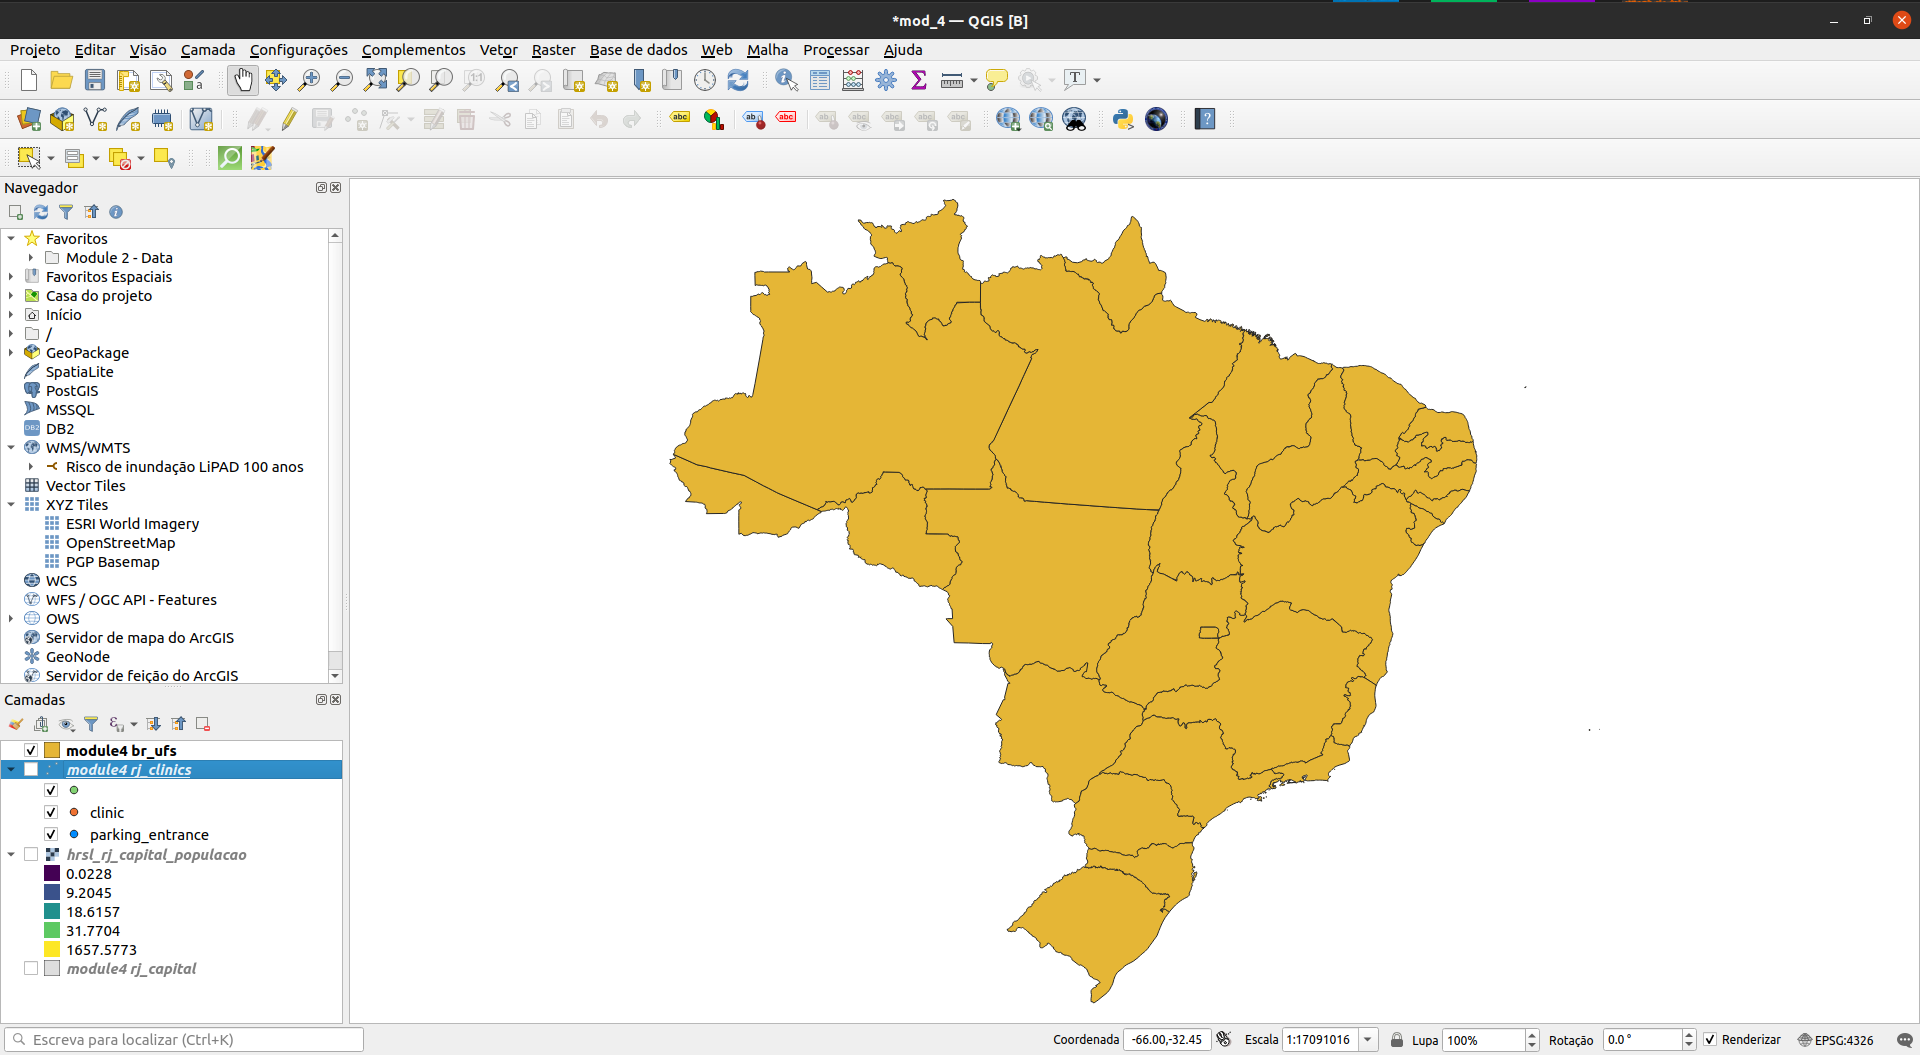 *mod_4 — QGIS [B]
Projeto Editar Visão Camada Configurações Complementos Vetor Raster Base de dados Web Malha Processar Ajuda
Navegador
Favoritos
Module 2 - Data
Favoritos Espaciais
Casa do projeto
Início
/
GeoPackage
SpatiaLite
PostGIS
MSSQL
DB2
WMS/WMTS
Risco de inundação LiPAD 100 anos
Vector Tiles
XYZ Tiles
ESRI World Imagery
OpenStreetMap
PGP Basemap
WCS
WFS / OGC API - Features
OWS
Servidor de mapa do ArcGIS
GeoNode
Servidor de feição do ArcGIS
Camadas
module4 br_ufs
module4 rj_clinics
clinic
parking_entrance
hrsl_rj_capital_populacao
0.0228
9.2045
18.6157
31.7704
1657.5773
module4 rj_capital
Escreva para localizar (Ctrl+K)
Coordenada -66.00,-32.45 Escala 1:17091016 Lupa 100% Rotação 0.0 ° Renderizar EPSG:4326